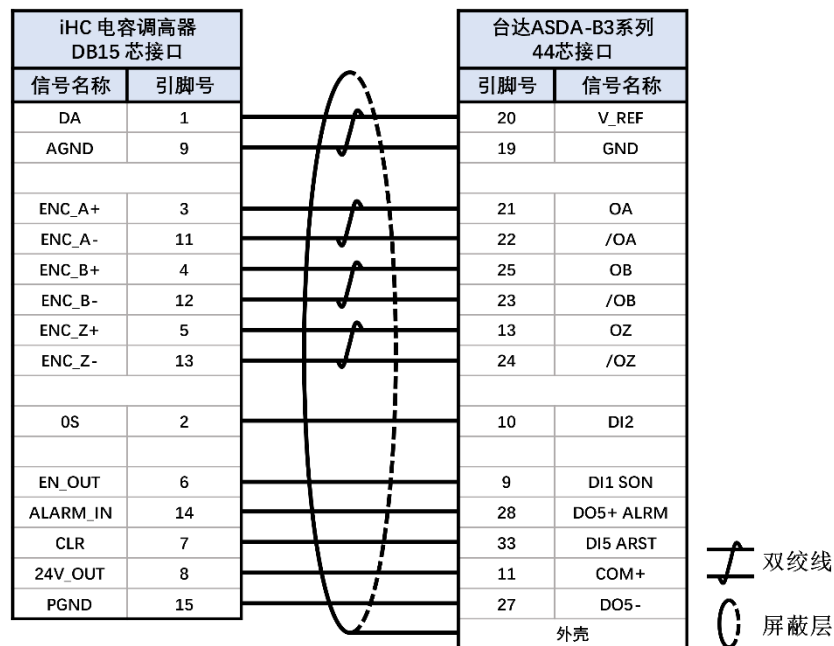 iHC 电容调高器
DB15 芯接口
台达ASDA-B3系列
44芯接口
信号名称 引脚号 引脚号 信号名称
DA 1 20 V_REF
AGND 9 19 GND
ENC_A+ 3 21 OA
ENC_A- 11 22 /OA
ENC_B+ 4 25 OB
ENC_B- 12 23 /OB
ENC_Z+ 5 13 OZ
ENC_Z- 13 24 /OZ
0S 2 10 DI2
EN_OUT 6 9 DI1 SON
ALARM_IN 14 28 DO5+ ALRM
CLR 7 33 DI5 ARST
24V_OUT 8 11 COM+
PGND 15 27 DO5-
外壳
双绞线
屏蔽层